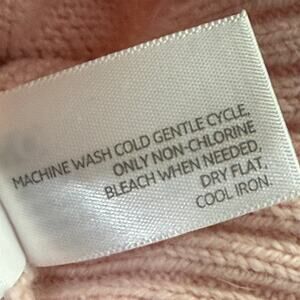 MACHINE WASH COLD GENTLE CYCLE,
ONLY NON-CHLORINE
BLEACH WHEN NEEDED,
DRY FLAT,
COOL IRON.